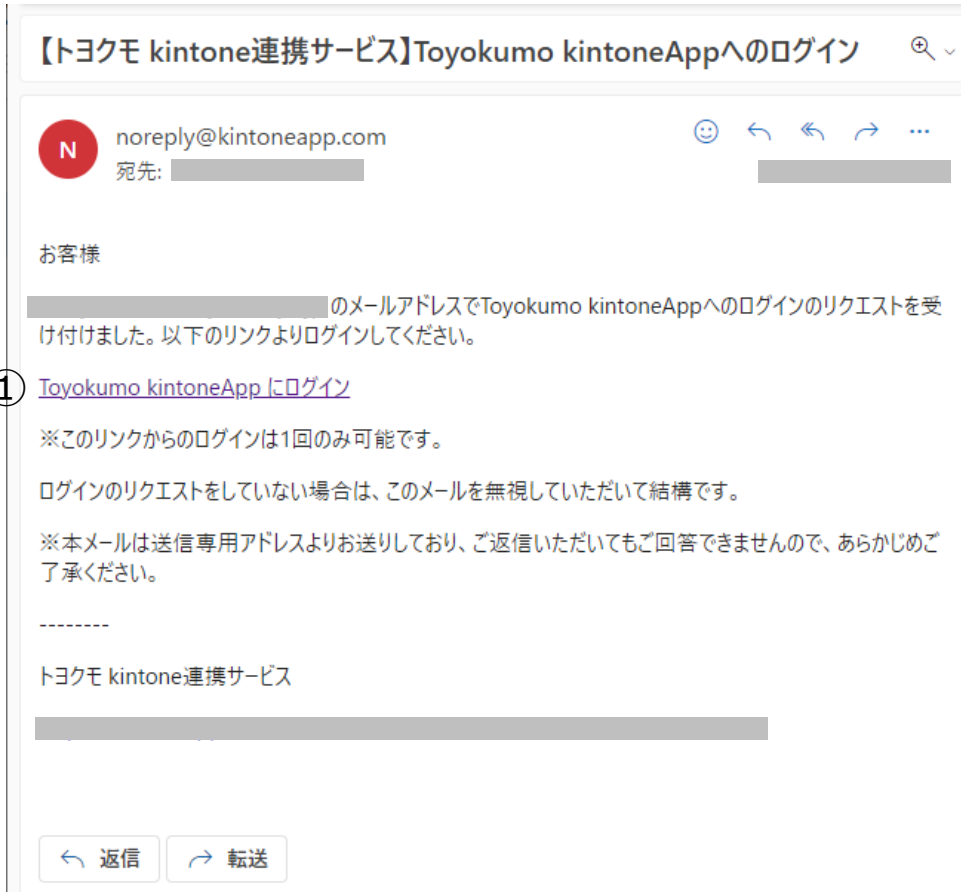 【トヨクモ kintone連携サービス】Toyokumo kintoneAppへのログイン
N
noreply@kintoneapp.com
宛先:
お客様
のメールアドレスでToyokumo kintoneAppへのログインのリクエストを受
け付けました。以下のリンクよりログインしてください。
① Toyokumo kintoneApp にログイン
※このリンクからのログインは1回のみ可能です。
ログインのリクエストをしていない場合は、このメールを無視していただいて結構です。
※本メールは送信専用アドレスよりお送りしており、ご返信いただいてもご回答できませんので、あらかじめご
了承ください。
--------
トヨクモ kintone連携サービス
返信
転送